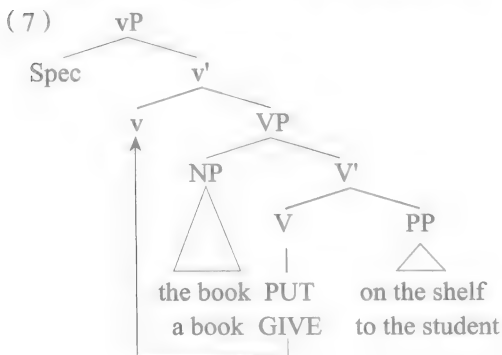 (7) vP
Spec v'
v VP
NP V'
V PP
the book PUT on the shelf
a book GIVE to the student